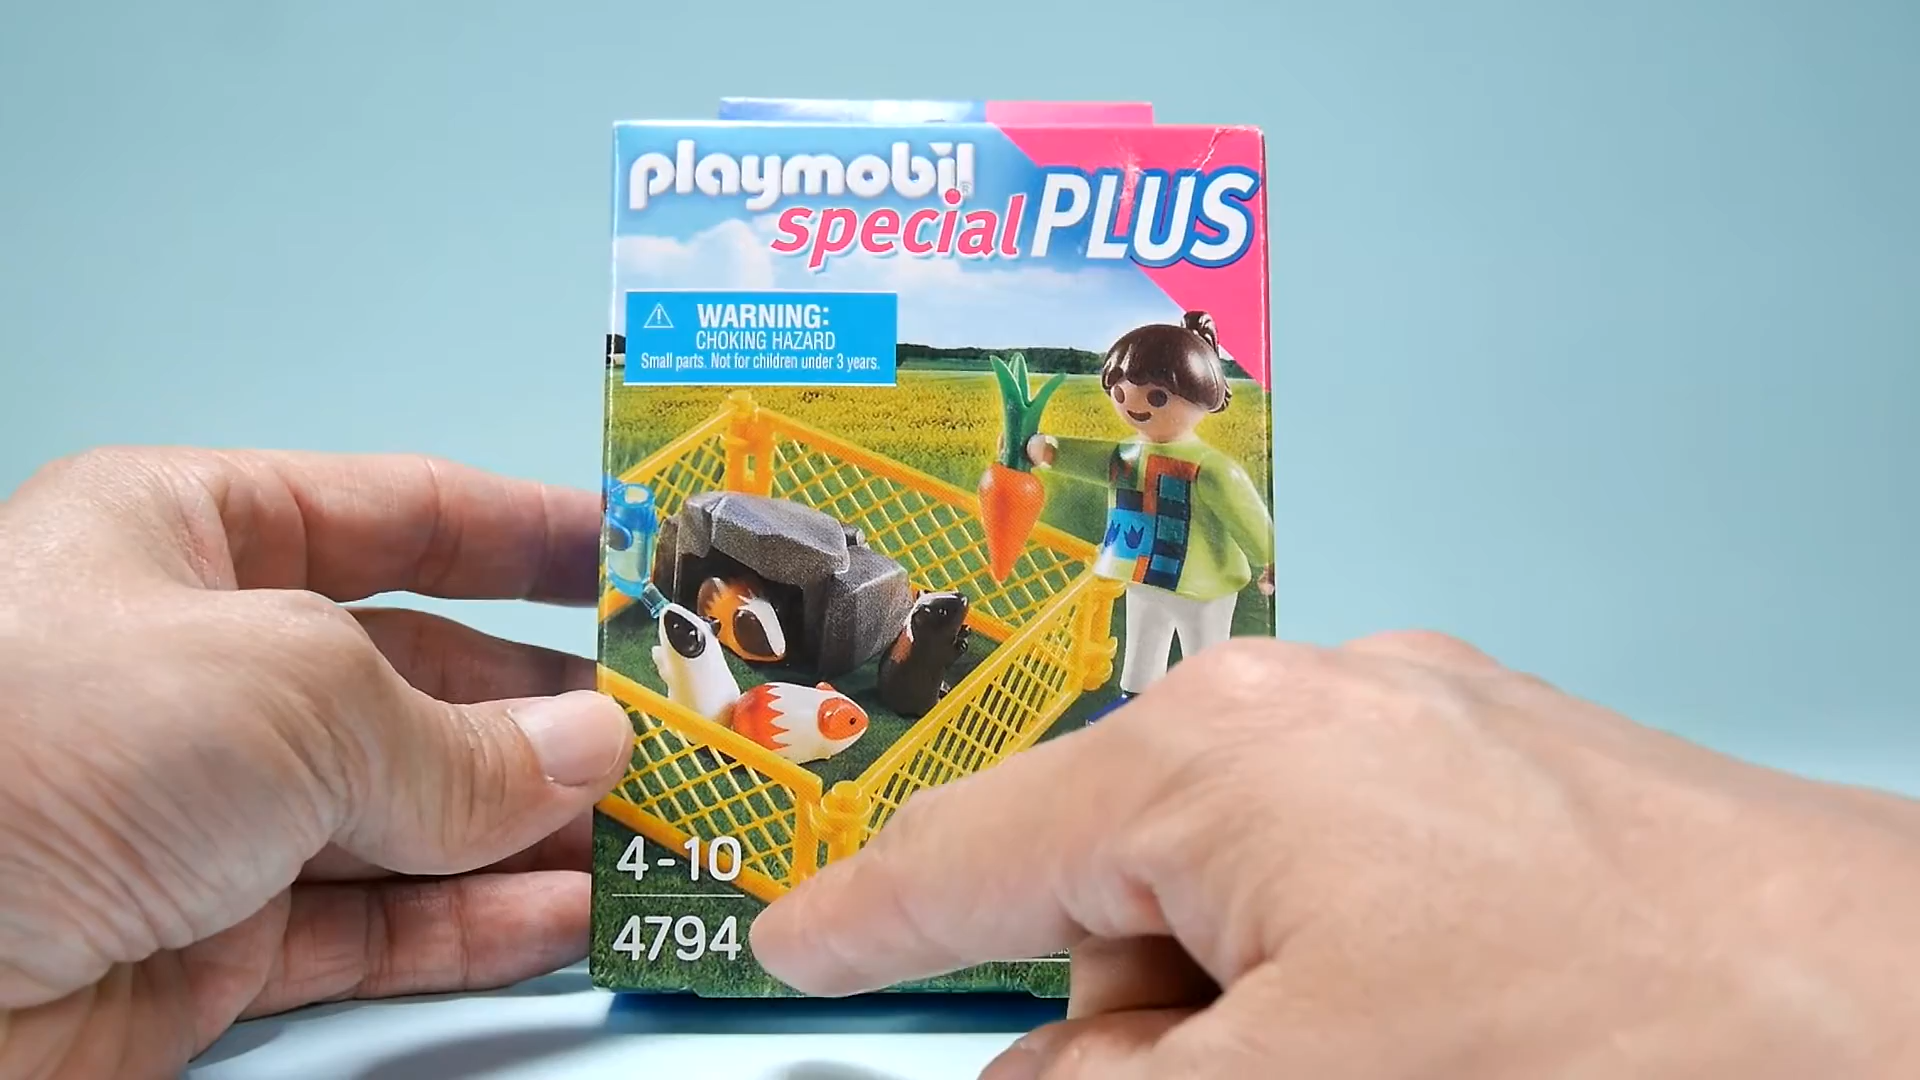 playmobil
special PLUS
WARNING:
CHOKING HAZARD
Small parts. Not for children under 3 years.
4-10
4794